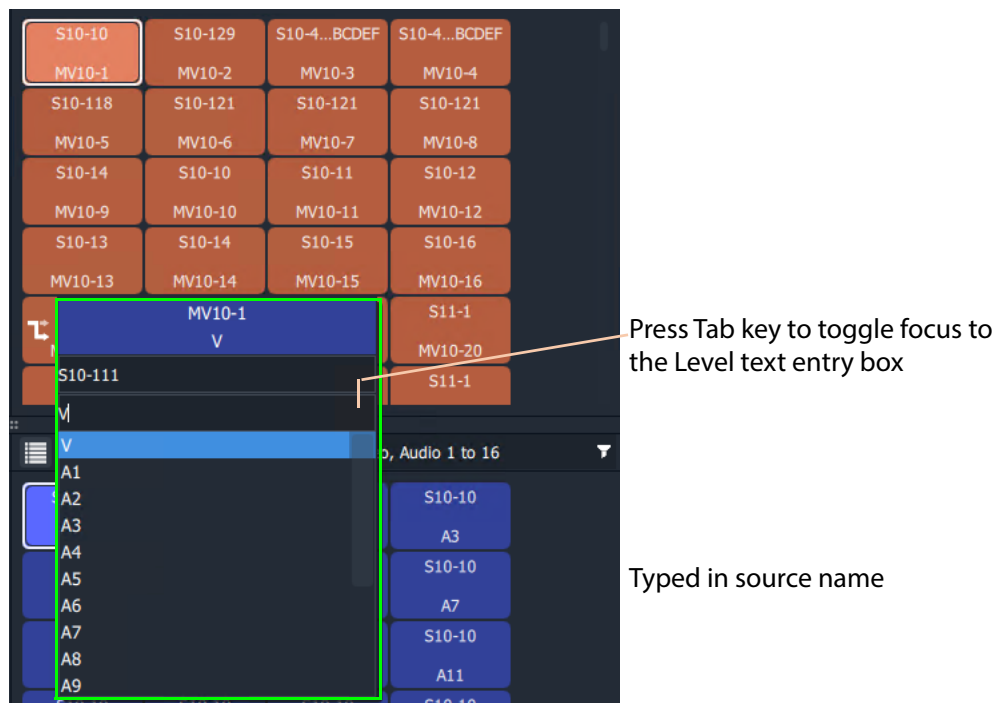 S10-10 S10-129 S10-4...BCDEF S10-4...BCDEF
MV10-1 MV10-2 MV10-3 MV10-4
S10-118 S10-121 S10-121 S10-121
MV10-5 MV10-6 MV10-7 MV10-8
S10-14 S10-10 S10-11 S10-12
MV10-9 MV10-10 MV10-11 MV10-12
S10-13 S10-14 S10-15 S10-16
MV10-13 MV10-14 MV10-15 MV10-16
MV10-1 S11-1
V
MV10-20
S10-111 S11-1
V
V , Audio 1 to 16
A1
A2 S10-10
A3 A3
A4
A5 S10-10
A6 A7
A7 S10-10
A8 A11
A9
Press Tab key to toggle focus to
the Level text entry box
Typed in source name